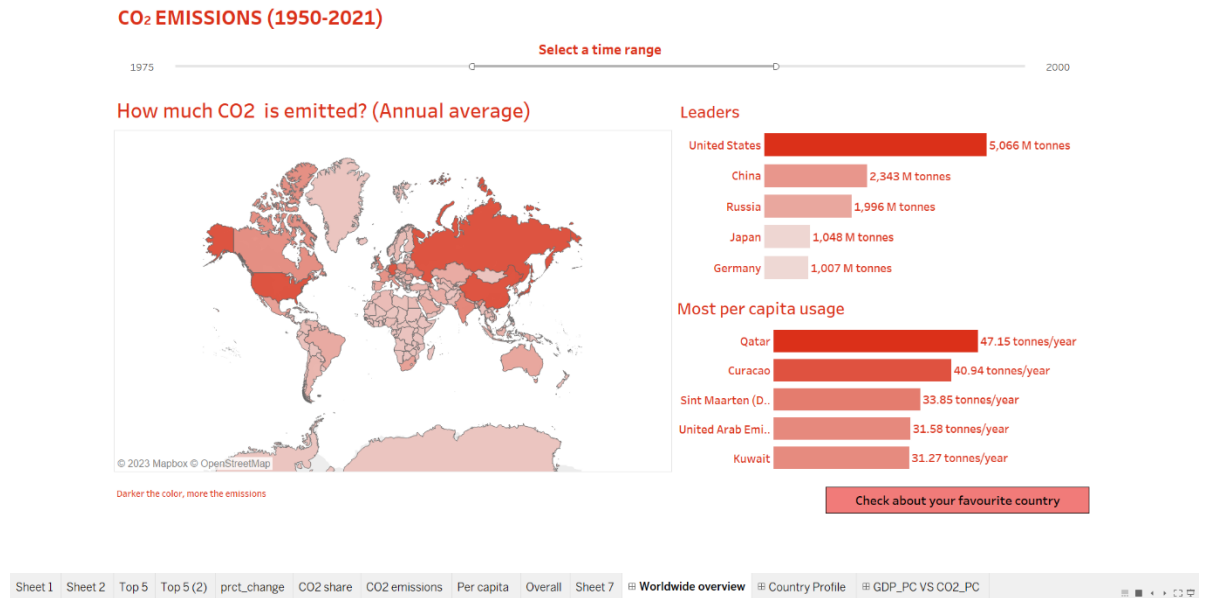 CO₂ EMISSIONS (1950-2021)
Select a time range
1975
2000
How much CO2 is emitted? (Annual average)
© 2023 Mapbox © OpenStreetMap
Darker the color, more the emissions
Leaders
United States 5,066 M tonnes
China 2,343 M tonnes
Russia 1,996 M tonnes
Japan 1,048 M tonnes
Germany 1,007 M tonnes
Most per capita usage
Qatar 47.15 tonnes/year
Curacao 40.94 tonnes/year
Sint Maarten (D.. 33.85 tonnes/year
United Arab Emi.. 31.58 tonnes/year
Kuwait 31.27 tonnes/year
Check about your favourite country
Sheet 1 Sheet 2 Top 5 Top 5 (2) prct_change CO2 share CO2 emissions Per capita Overall Sheet 7 Worldwide overview Country Profile GDP_PC VS CO2_PC